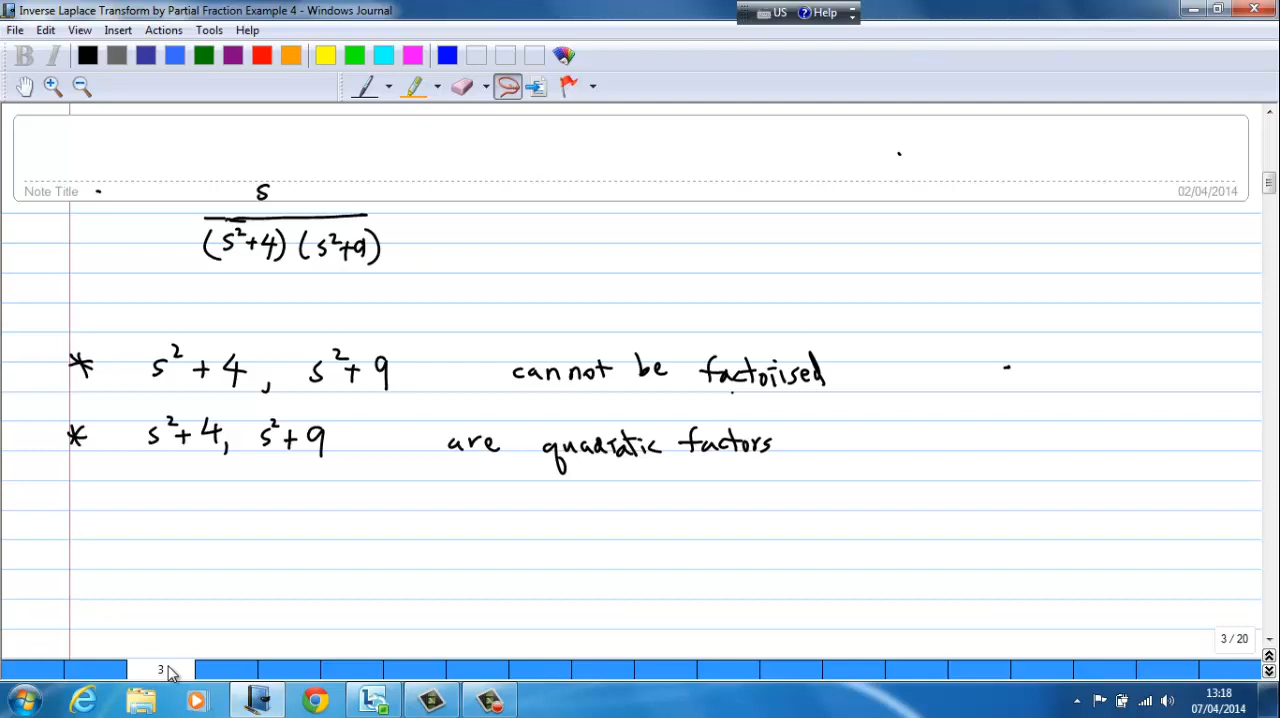 Inverse Laplace Transform by Partial Fraction Example 4 - Windows Journal
US Help
File Edit View Insert Actions Tools Help
B I
Note Title
02/04/2014
s
(s²+4) (s²+9)
* s² + 4 , s² + 9 cannot be factorised
* s² + 4, s² + 9 are quadratic factors
3 / 20
3
13:18
07/04/2014